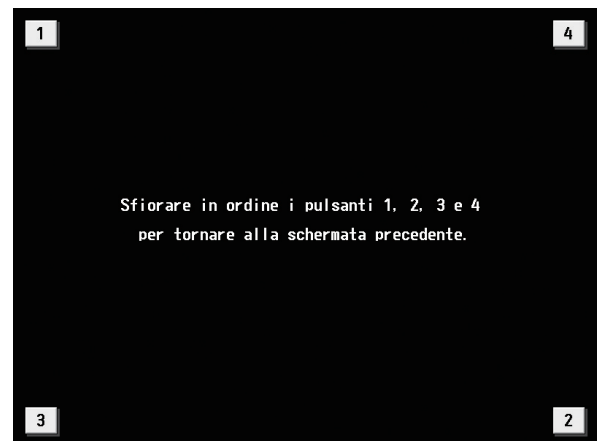 1
4
Sfiorare in ordine i pulsanti 1, 2, 3 e 4
per tornare alla schermata precedente.
3
2